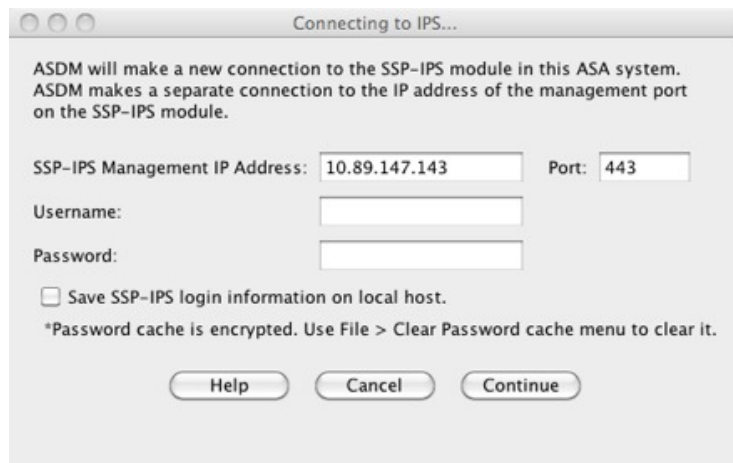 Connecting to IPS...
ASDM will make a new connection to the SSP-IPS module in this ASA system.
ASDM makes a separate connection to the IP address of the management port
on the SSP-IPS module.
SSP-IPS Management IP Address: 10.89.147.143 Port: 443
Username:
Password:
Save SSP-IPS login information on local host.
*Password cache is encrypted. Use File > Clear Password cache menu to clear it.
Help Cancel Continue